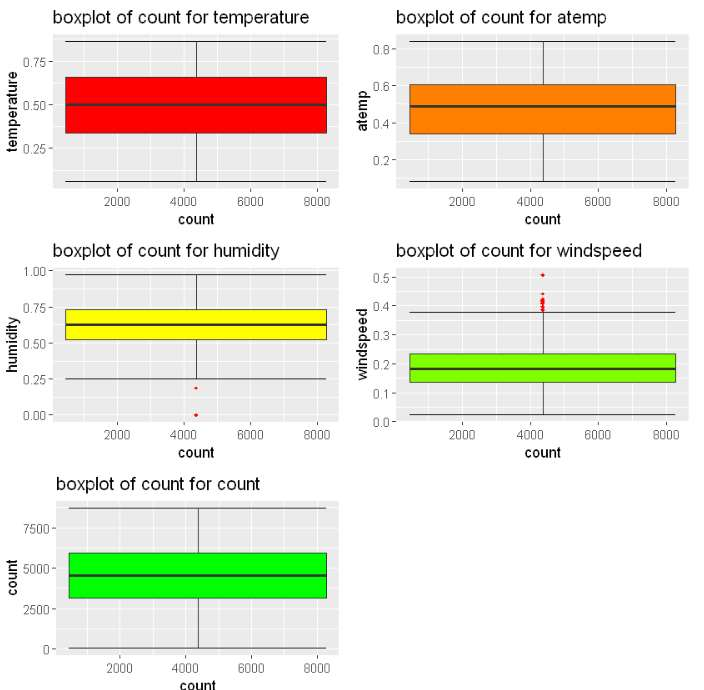 boxplot of count for temperature
temperature
0.75
0.50
0.25
2000 4000 6000 8000
count
boxplot of count for atemp
atemp
0.8
0.6
0.4
0.2
2000 4000 6000 8000
count
boxplot of count for humidity
humidity
1.00
0.75
0.50
0.25
0.00
2000 4000 6000 8000
count
boxplot of count for windspeed
windspeed
0.5
0.4
0.3
0.2
0.1
0.0
2000 4000 6000 8000
count
boxplot of count for count
count
7500
5000
2500
0
2000 4000 6000 8000
count